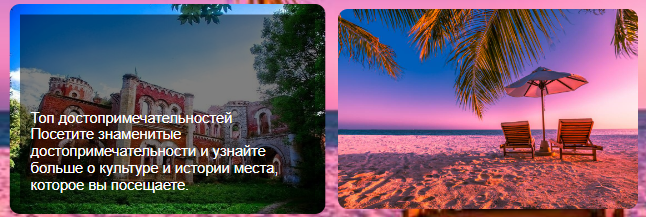 Топ достопримечательностей
Посетите знаменитые
достопримечательности и узнайте
больше о культуре и истории места,
которое вы посещаете.